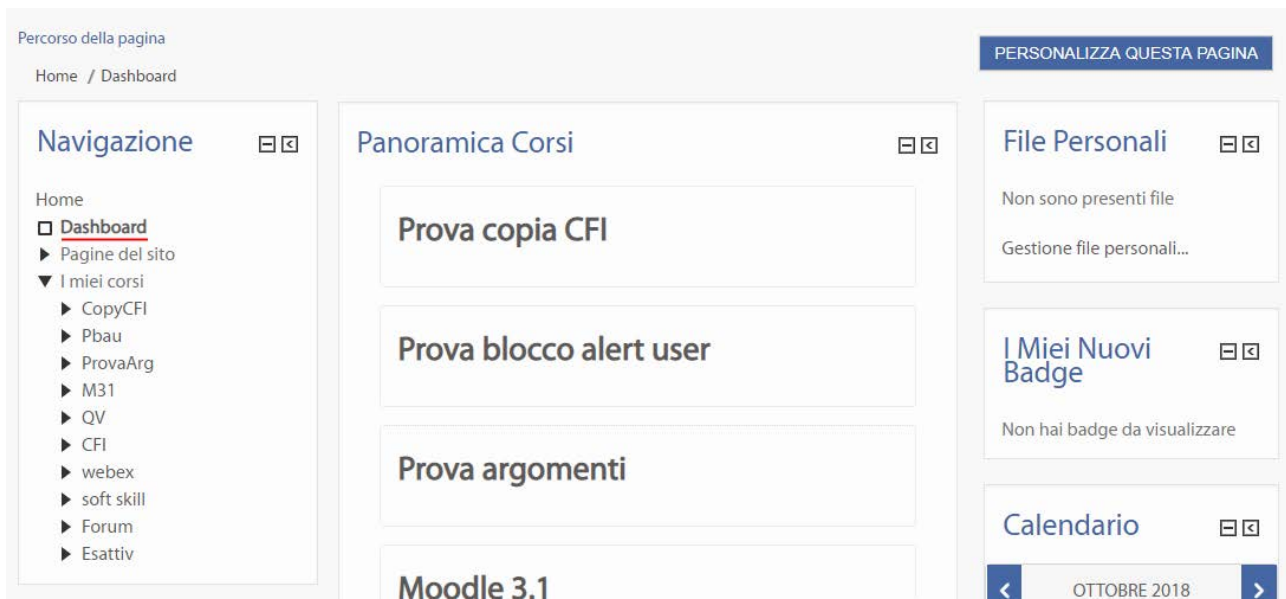 Percorso della pagina
Home / Dashboard
PERSONALIZZA QUESTA PAGINA
Navigazione
Home
Dashboard
Pagine del sito
I miei corsi
CopyCFI
Pbau
ProvaArg
M31
QV
CFI
webex
soft skill
Forum
Esattiv
Panoramica Corsi
Prova copia CFI
Prova blocco alert user
Prova argomenti
Moodle 3.1
File Personali
Non sono presenti file
Gestione file personali...
I Miei Nuovi
Badge
Non hai badge da visualizzare
Calendario
OTTOBRE 2018